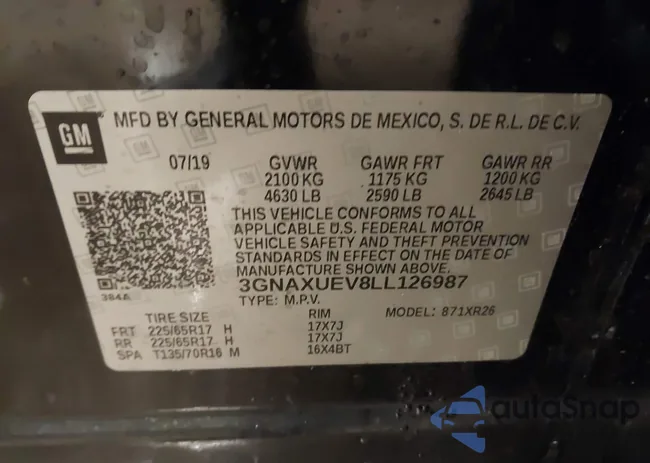 GM MFD BY GENERAL MOTORS DE MEXICO, S. DE R.L. DE C.V.
07/19 GVWR GAWR FRT GAWR RR
2100 KG 1175 KG 1200 KG
4630 LB 2590 LB 2645 LB
THIS VEHICLE CONFORMS TO ALL
APPLICABLE U.S. FEDERAL MOTOR
VEHICLE SAFETY AND THEFT PREVENTION
STANDARDS IN EFFECT ON THE DATE OF
MANUFACTURE SHOWN ABOVE.
3GNAXUEV8LL126987
384A TYPE: M.P.V. MODEL: 871XR26
TIRE SIZE RIM
FRT 225/65R17 H 17X7J
RR 225/65R17 H 17X7J
SPA T135/70R16 M 16X4BT
autoSnap